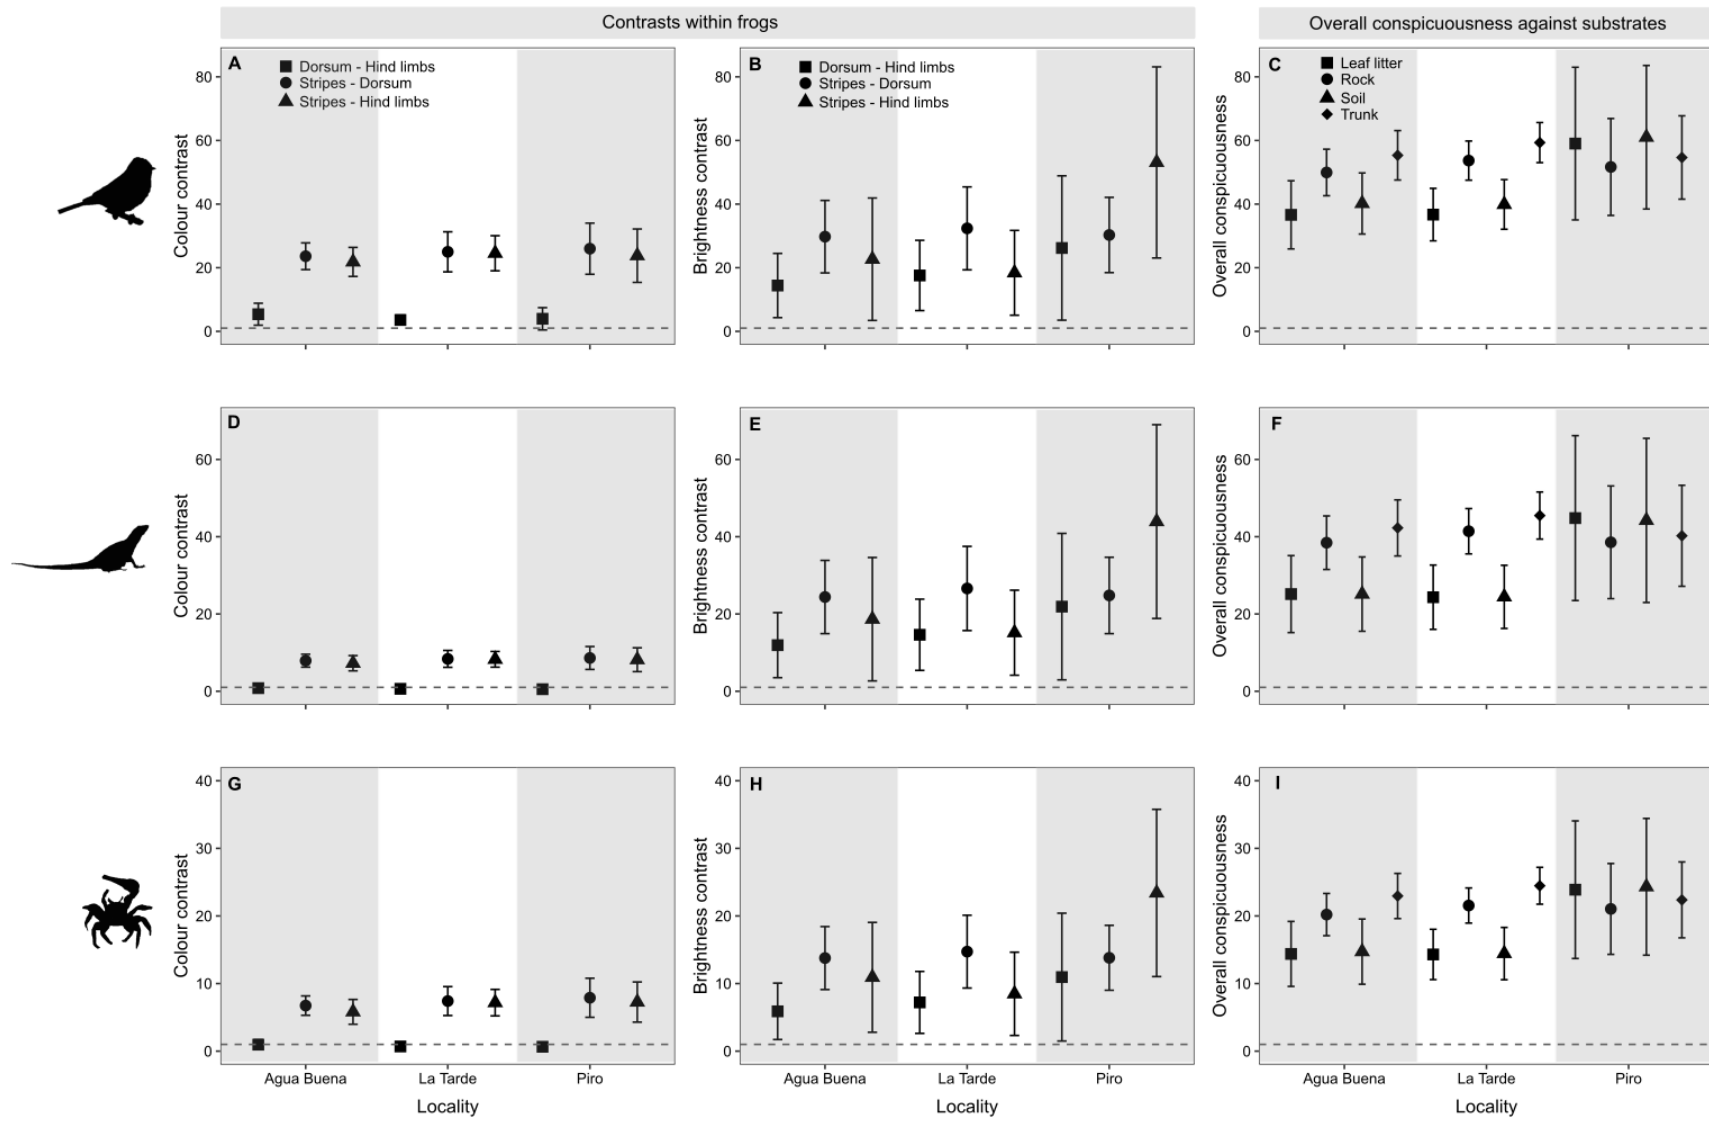 Contrasts within frogs
Overall conspicuousness against substrates
A
Dorsum - Hind limbs
Stripes - Dorsum
Stripes - Hind limbs
Colour contrast
80
60
40
20
0
B
Dorsum - Hind limbs
Stripes - Dorsum
Stripes - Hind limbs
Brightness contrast
80
60
40
20
0
C
Leaf litter
Rock
Soil
Trunk
Overall conspicuousness
80
60
40
20
0
D
Colour contrast
60
40
20
0
E
Brightness contrast
60
40
20
0
F
Overall conspicuousness
60
40
20
0
G
Colour contrast
40
30
20
10
0
Agua Buena
La Tarde
Piro
Locality
H
Brightness contrast
40
30
20
10
0
Agua Buena
La Tarde
Piro
Locality
I
Overall conspicuousness
40
30
20
10
0
Agua Buena
La Tarde
Piro
Locality